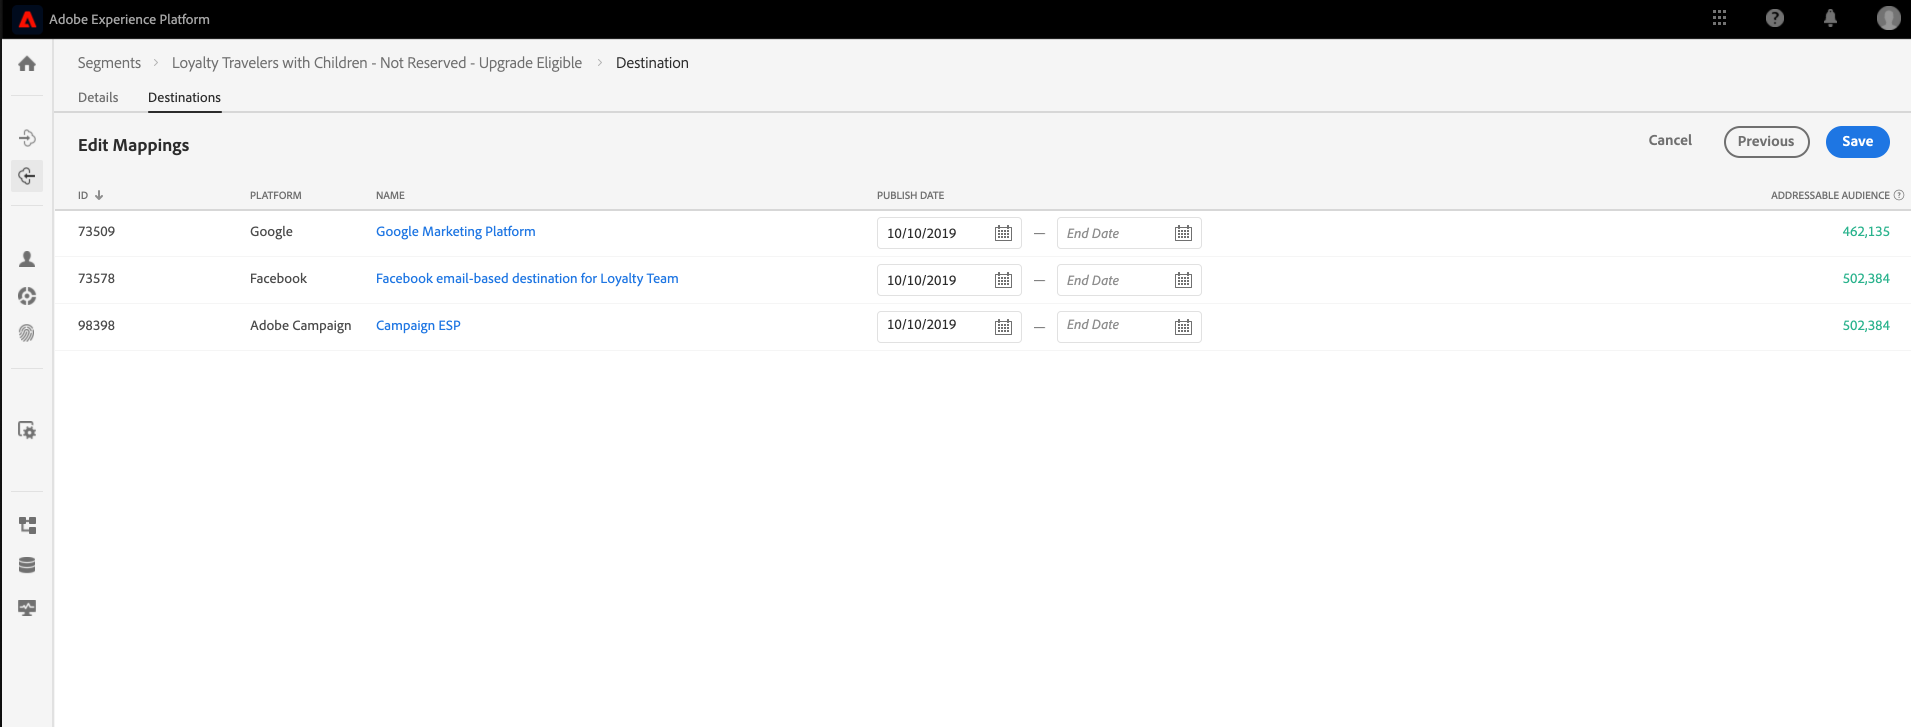 Adobe Experience Platform
Segments > Loyalty Travelers with Children - Not Reserved - Upgrade Eligible > Destination
Details Destinations
Edit Mappings Cancel Previous Save
ID PLATFORM NAME PUBLISH DATE ADDRESSABLE AUDIENCE
73509 Google Google Marketing Platform 10/10/2019 — End Date 462,135
73578 Facebook Facebook email-based destination for Loyalty Team 10/10/2019 — End Date 502,384
98398 Adobe Campaign Campaign ESP 10/10/2019 — End Date 502,384